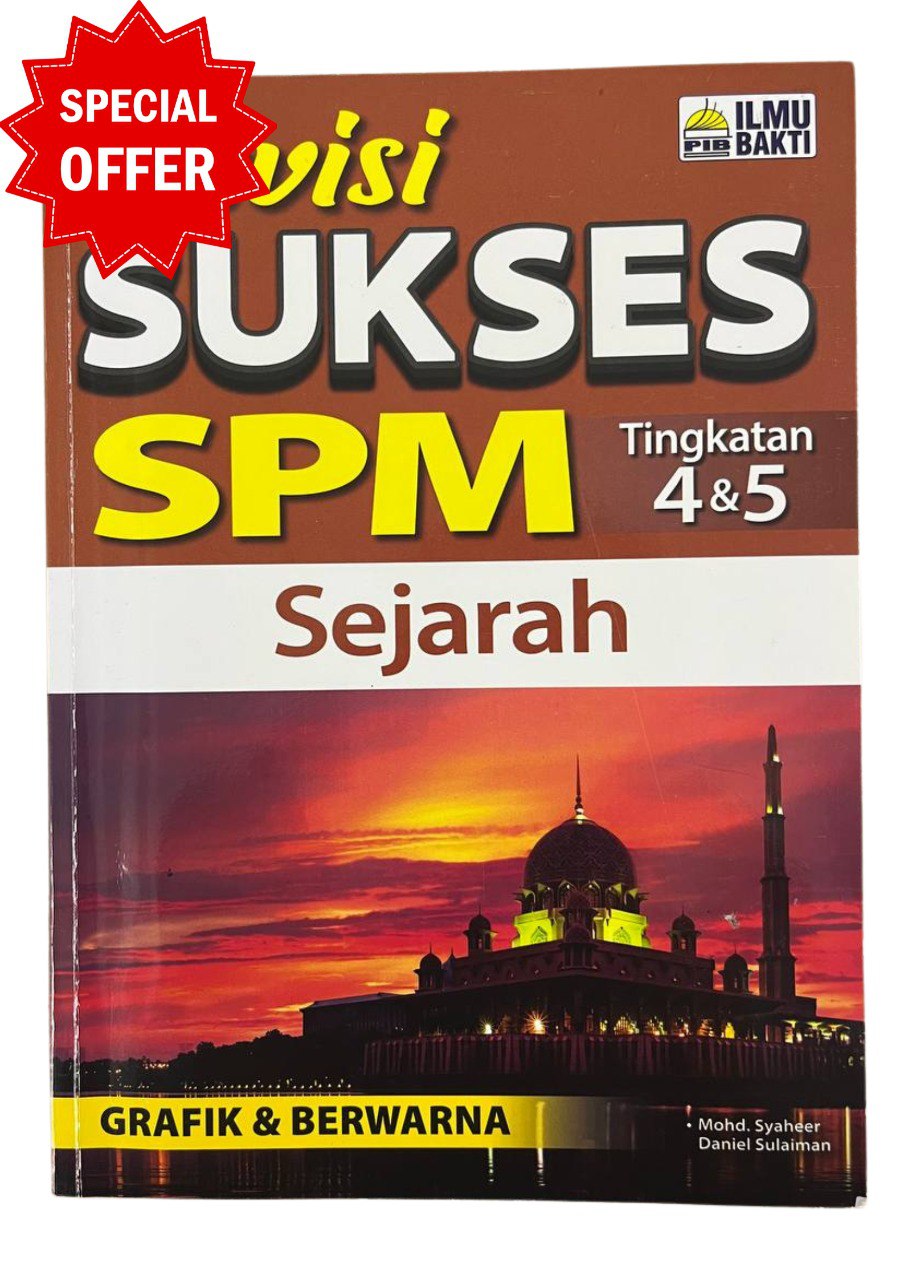 SPECIAL
OFFER
visi
ILMU
BAKTI
PIB
SUKSES
SPM
Tingkatan
4 & 5
Sejarah
GRAFIK & BERWARNA
• Mohd. Syaheer
Daniel Sulaiman